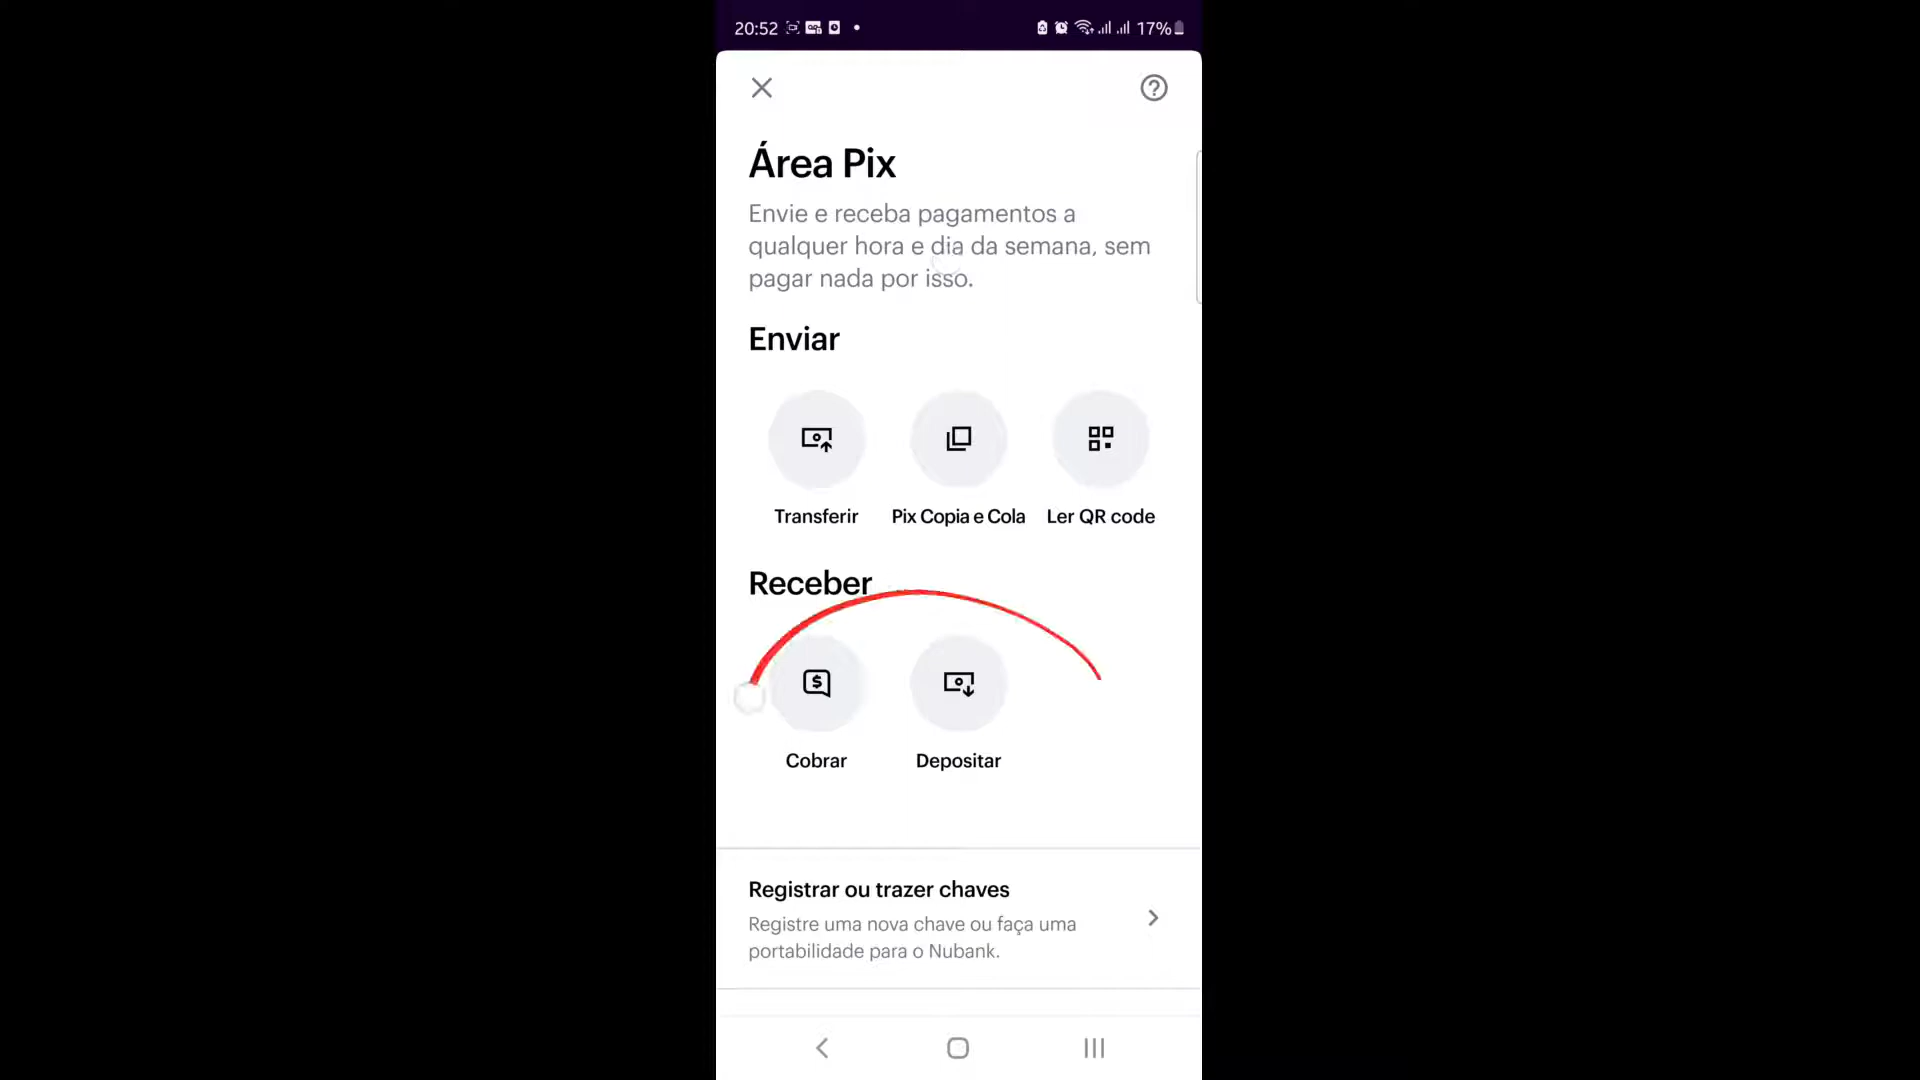 20:52
17%
Área Pix
Envie e receba pagamentos a
qualquer hora e dia da semana, sem
pagar nada por isso.
Enviar
Transferir
Pix Copia e Cola
Ler QR code
Receber
Cobrar
Depositar
Registrar ou trazer chaves
Registre uma nova chave ou faça uma
portabilidade para o Nubank.